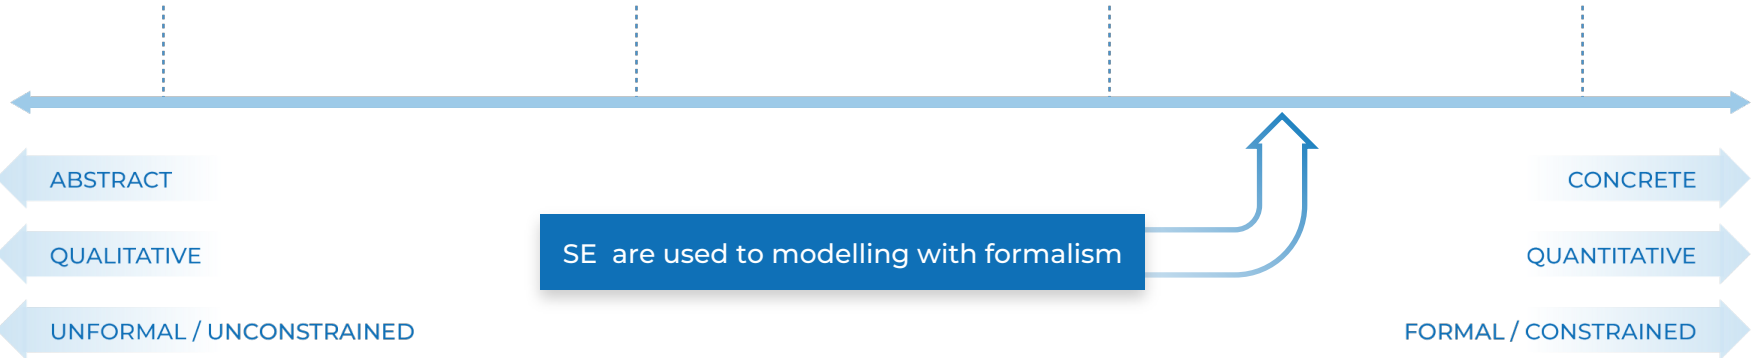 ABSTRACT
CONCRETE
SE are used to modelling with formalism
QUALITATIVE
QUANTITATIVE
UNFORMAL / UNCONSTRAINED
FORMAL / CONSTRAINED